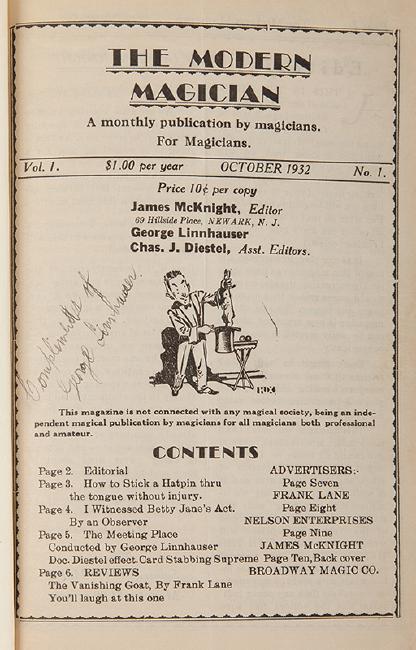 THE MODERN
MAGICIAN
A monthly publication by magicians.
For Magicians.
Vol. 1. $1.00 per year OCTOBER 1932 No. 1.
Price 10¢ per copy
James McKnight, Editor
69 Hillside Place, NEWARK, N. J.
George Linnhauser
Chas. J. Diestel, Asst. Editors.
Compliments of
George Linnhauser.
This magazine is not connected with any magical society, being an inde-
pendent magical publication by magicians for all magicians both professional
and amateur.
CONTENTS
Page 2. Editorial
Page 3. How to Stick a Hatpin thru
the tongue without injury.
Page 4. I Witnessed Betty Jane's Act.
By an Observer
Page 5. The Meeting Place
Conducted by George Linnhauser
Doc. Diestel effect. Card Stabbing Supreme
Page 6. REVIEWS
The Vanishing Goat, By Frank Lane
You'll laugh at this one
ADVERTISERS:-
Page Seven
FRANK LANE
Page Eight
NELSON ENTERPRISES
Page Nine
JAMES McKNIGHT
Page Ten, Back cover
BROADWAY MAGIC CO.